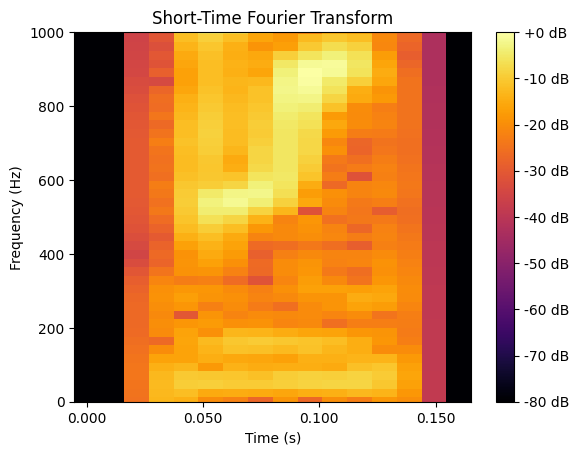 Short-Time Fourier Transform
1000
800
600
400
200
0
Frequency (Hz)
0.000
0.050
0.100
0.150
Time (s)
+0 dB
-10 dB
-20 dB
-30 dB
-40 dB
-50 dB
-60 dB
-70 dB
-80 dB